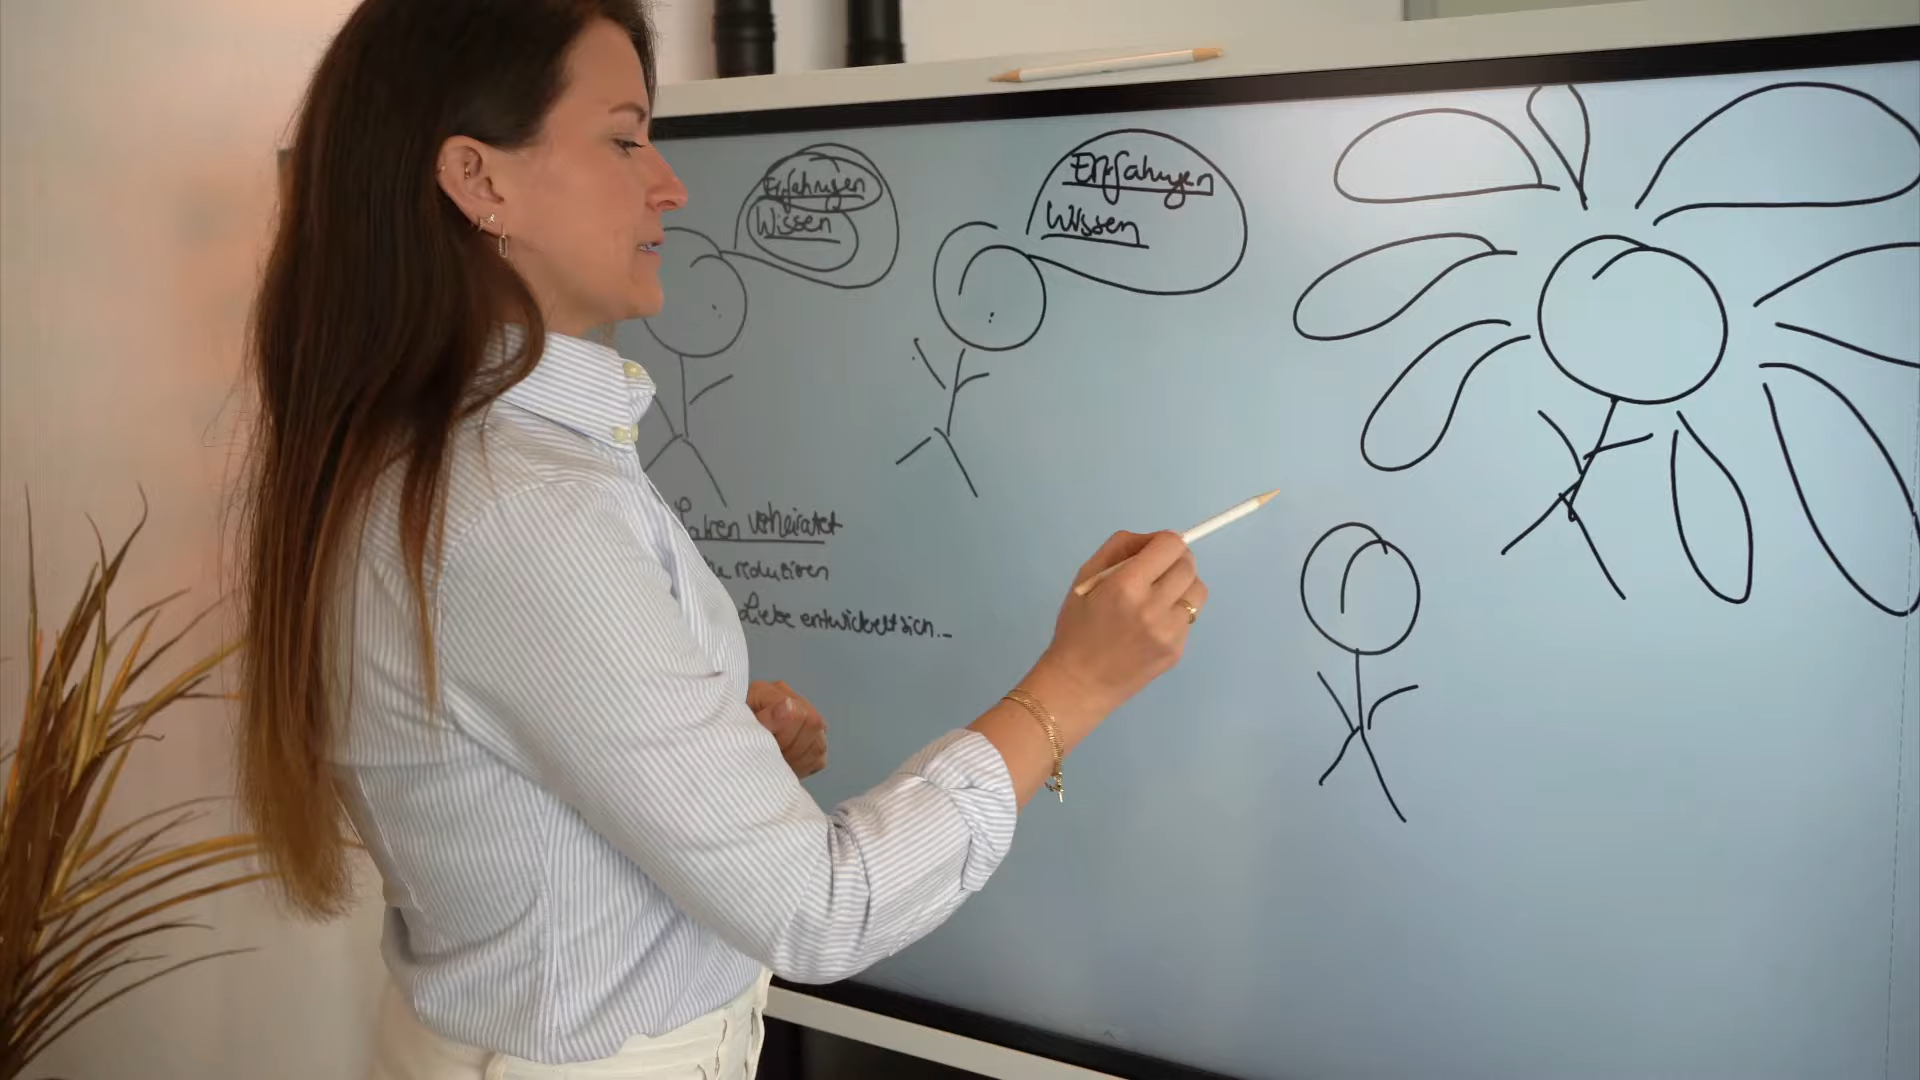 Erfahrungen
Wissen
Erfahrungen
Wissen
verheiratet
reduzieren
Liebe entwickelt sich...